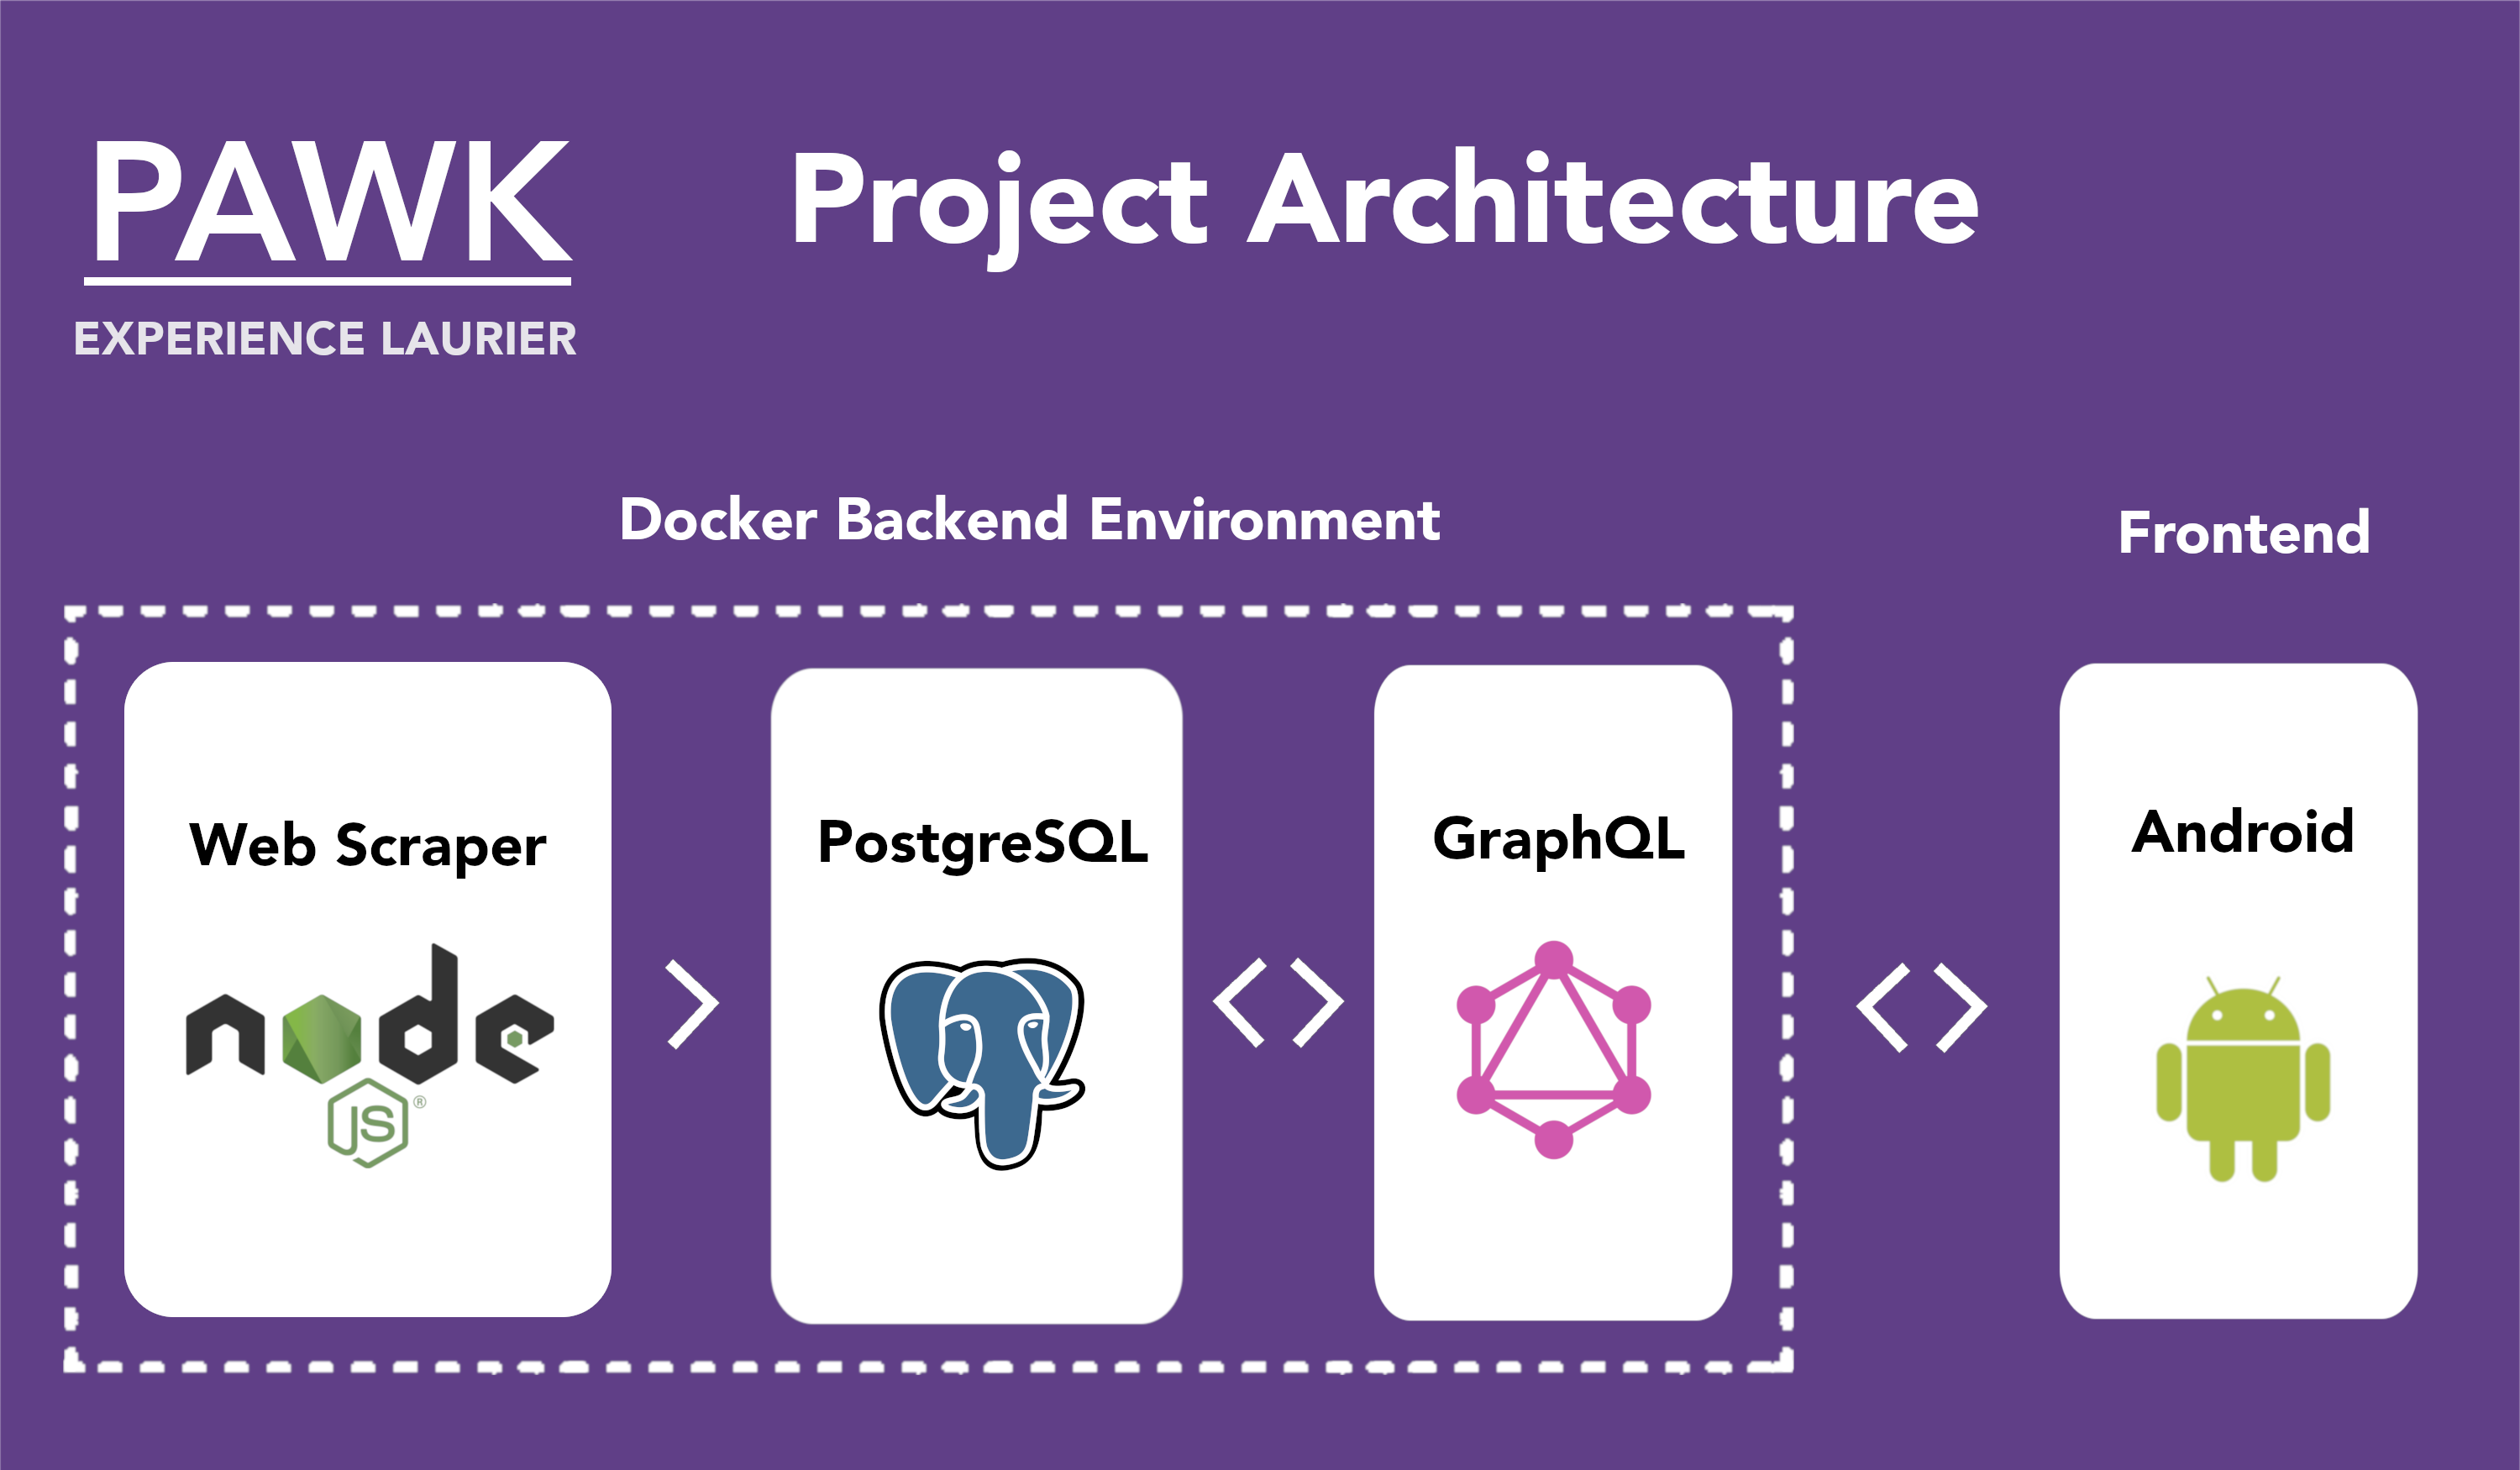 PAWK
EXPERIENCE LAURIER
Project Architecture
Docker Backend Environment
Frontend
Web Scraper
node
JS®
>
PostgreSQL
< >
GraphQL
< >
Android